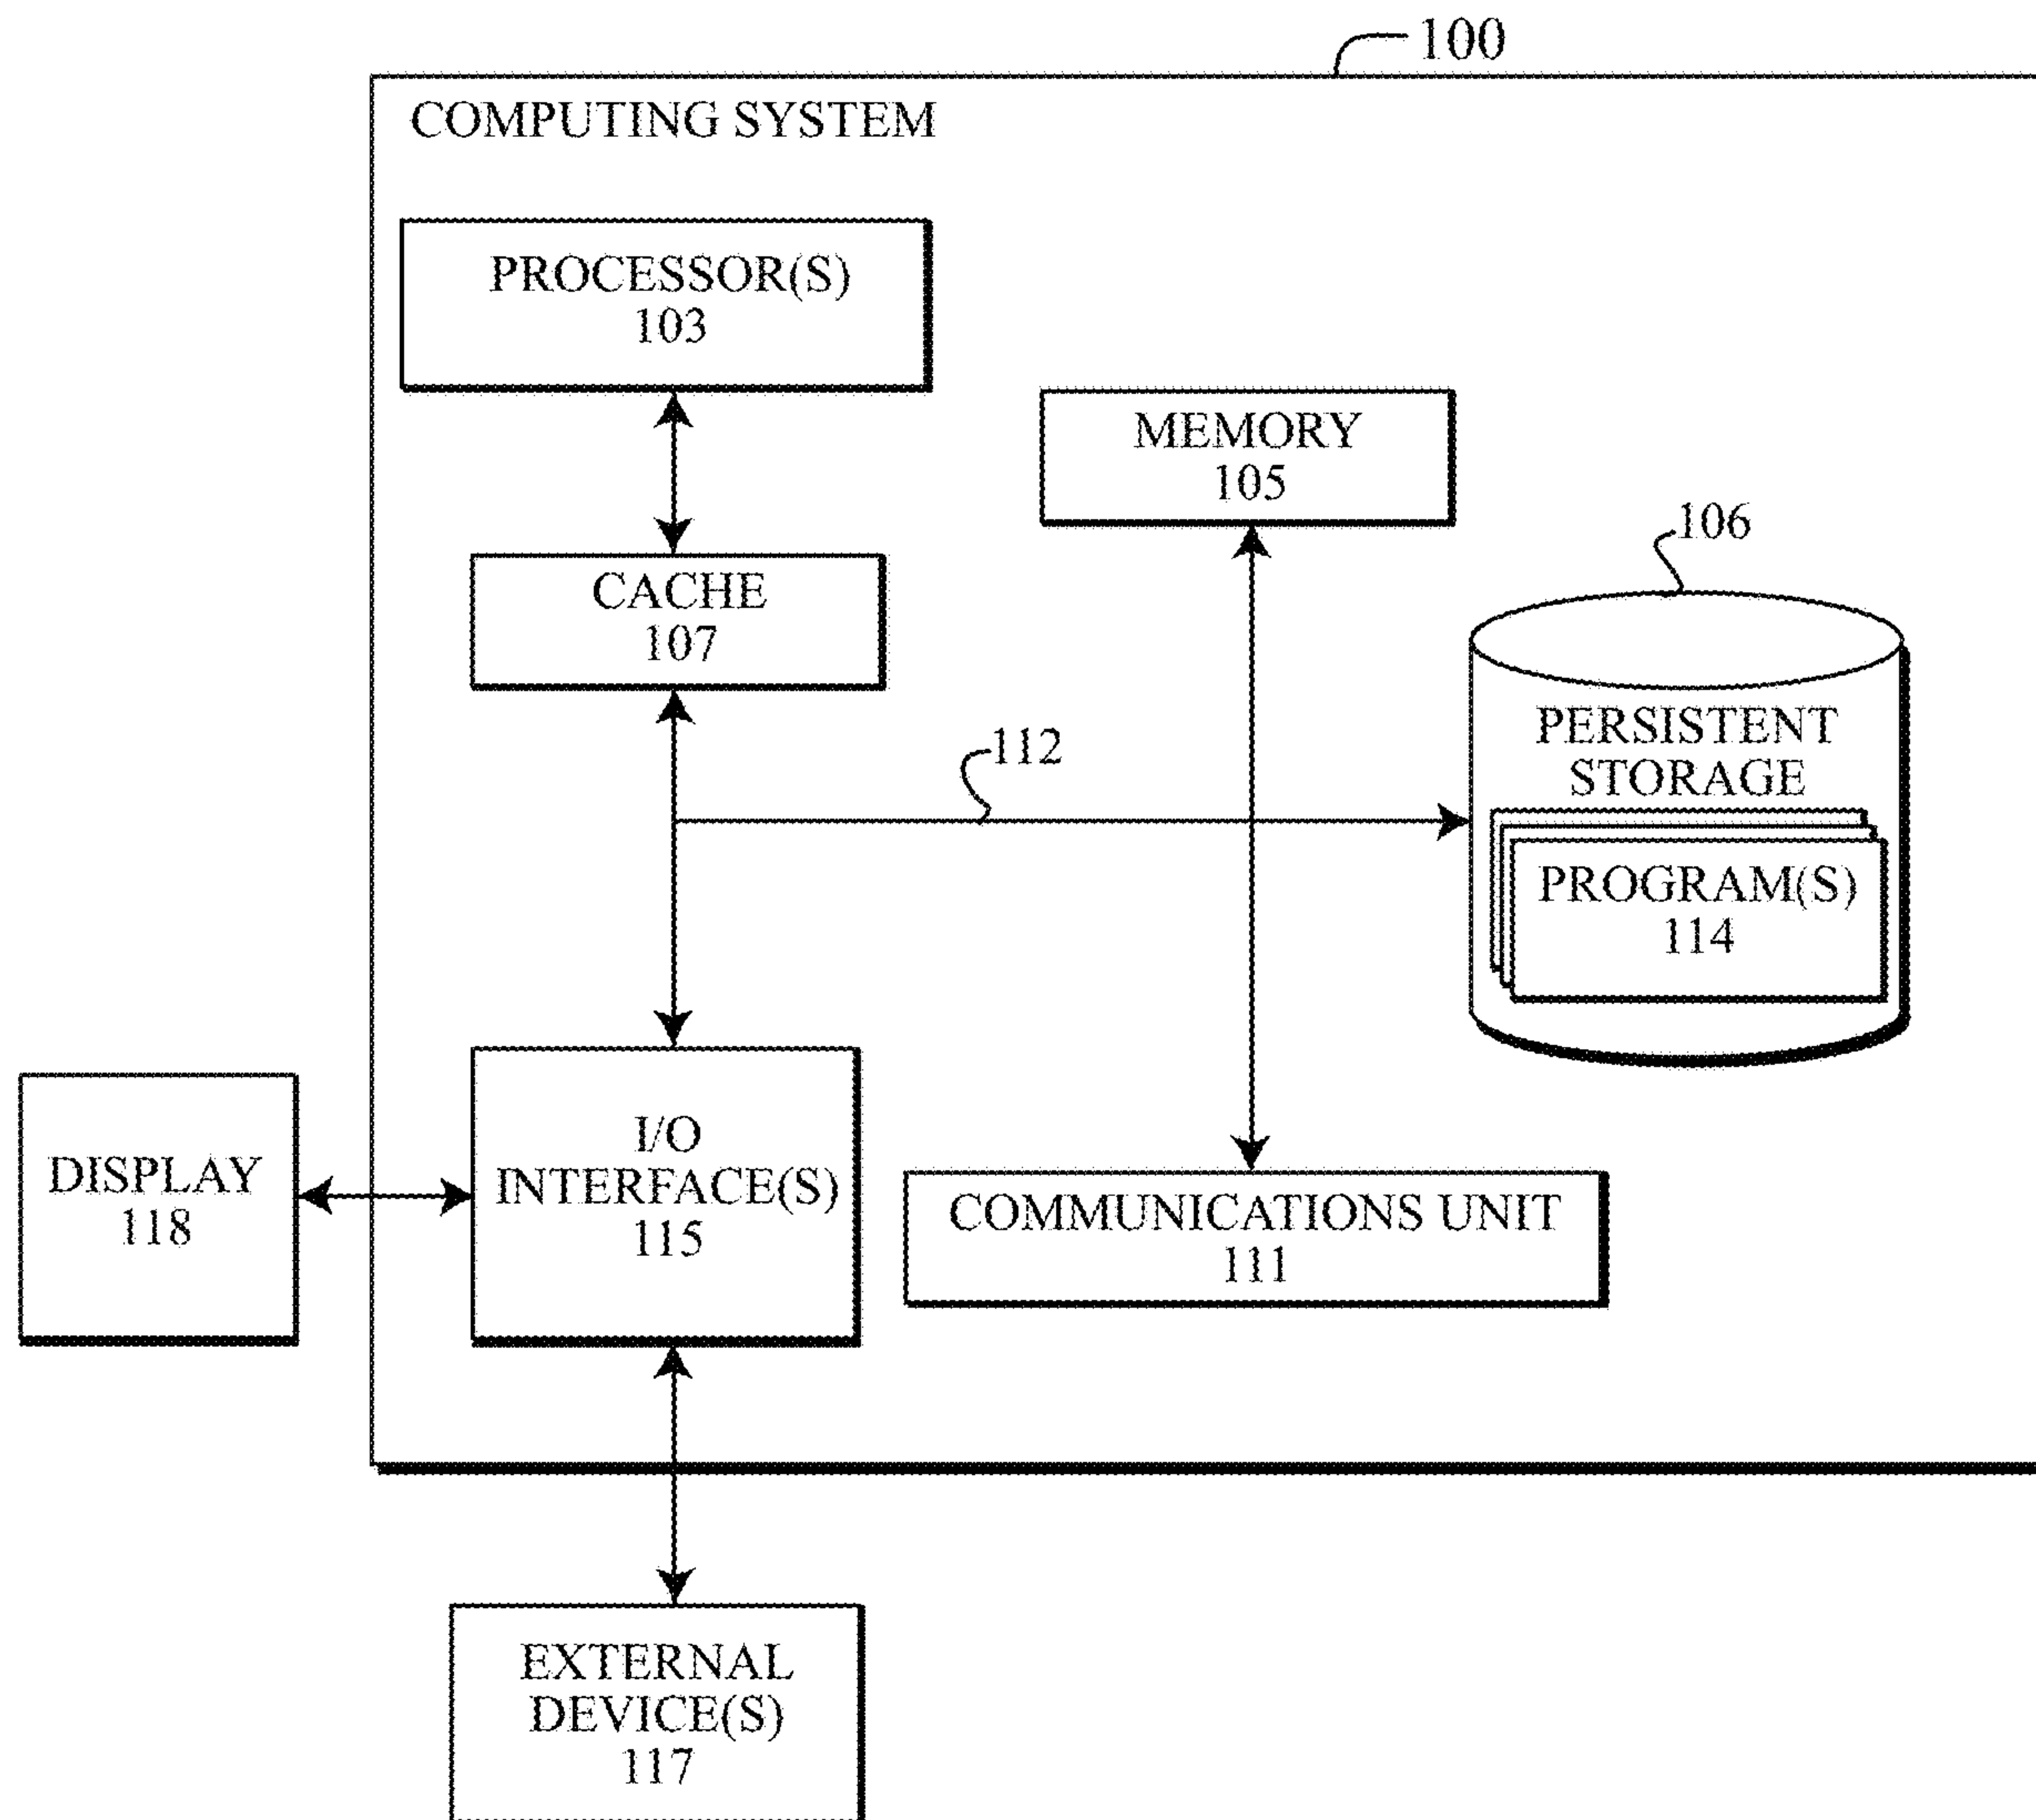 100
COMPUTING SYSTEM
PROCESSOR(S)
103
MEMORY
105
106
CACHE
107
112
PERSISTENT
STORAGE
PROGRAM(S)
114
I/O
INTERFACE(S)
115
DISPLAY
118
COMMUNICATIONS UNIT
111
EXTERNAL
DEVICE(S)
117